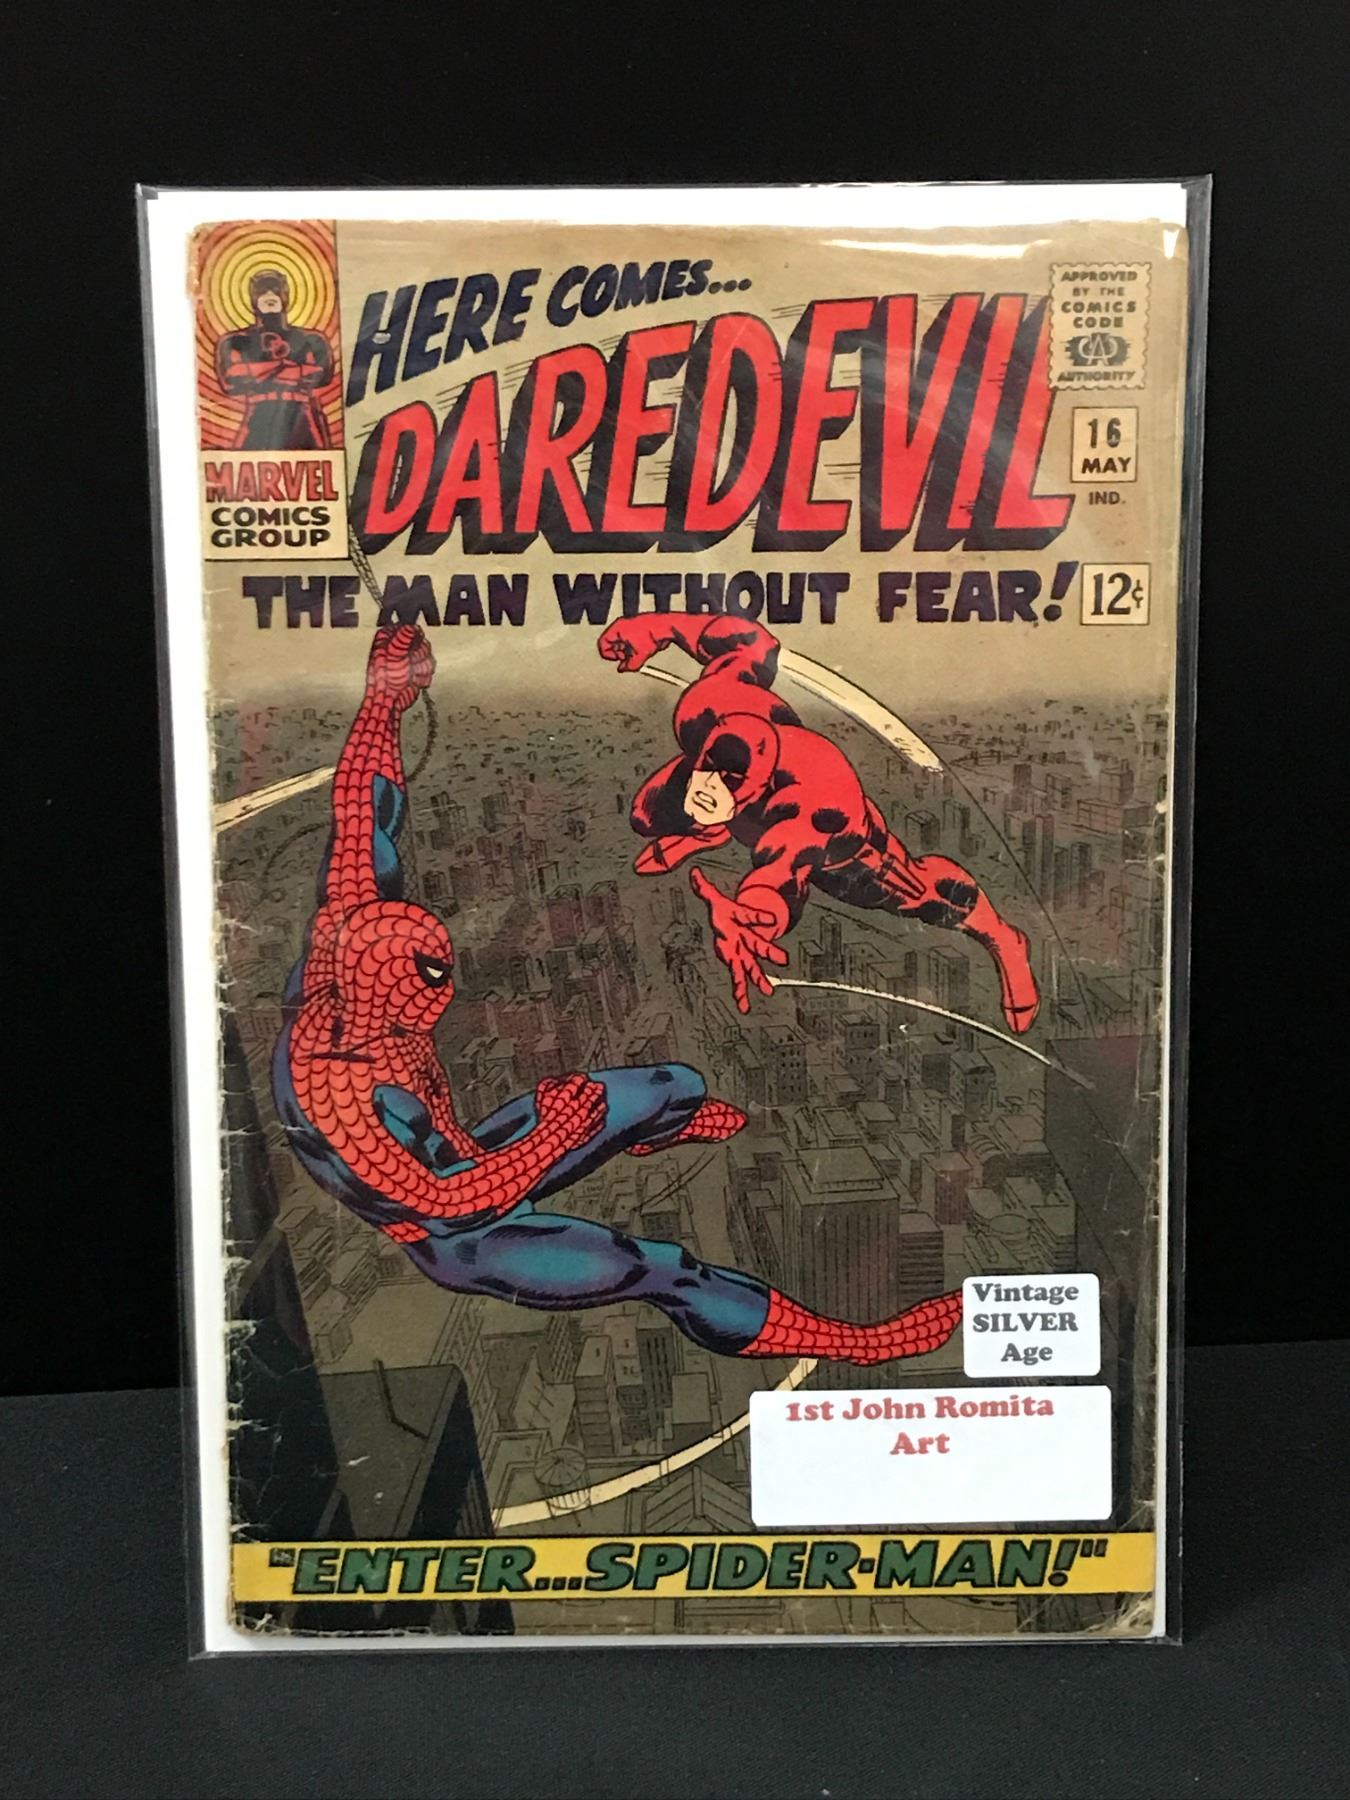 HERE COMES...
DAREDEVIL
THE MAN WITHOUT FEAR!
MARVEL
COMICS
GROUP
APPROVED
BY THE
COMICS
CODE
CA
AUTHORITY
16
MAY
IND.
12¢
DD
Vintage
SILVER
Age
1st John Romita
Art
"ENTER...SPIDER-MAN!"